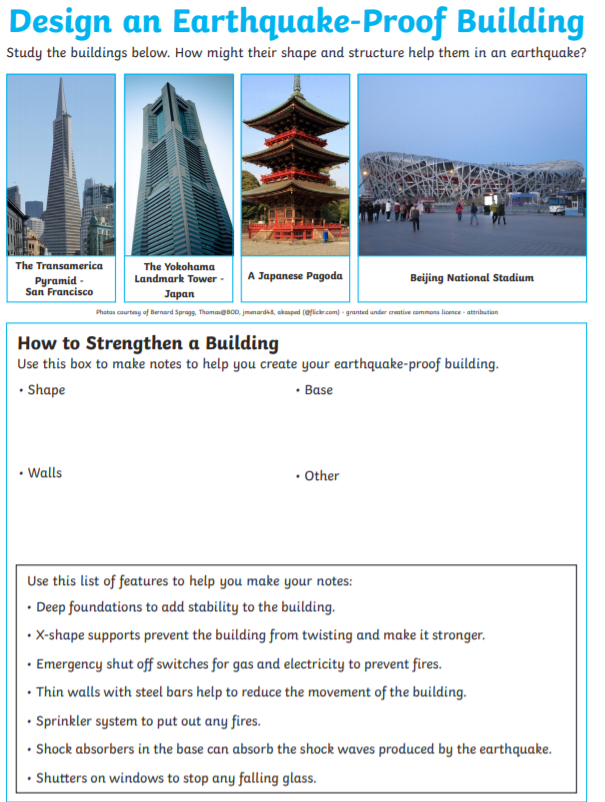 Design an Earthquake-Proof Building
Study the buildings below. How might their shape and structure help them in an earthquake?
The Transamerica
Pyramid -
San Francisco
The Yokohama
Landmark Tower -
Japan
A Japanese Pagoda
Beijing National Stadium
Photos courtesy of Bernard Spragg, Thomas@BOD, jmenard48, akasped (@flickr.com) - granted under creative commons licence - attribution
How to Strengthen a Building
Use this box to make notes to help you create your earthquake-proof building.
• Shape
• Base
• Walls
• Other
Use this list of features to help you make your notes:
• Deep foundations to add stability to the building.
• X-shape supports prevent the building from twisting and make it stronger.
• Emergency shut off switches for gas and electricity to prevent fires.
• Thin walls with steel bars help to reduce the movement of the building.
• Sprinkler system to put out any fires.
• Shock absorbers in the base can absorb the shock waves produced by the earthquake.
• Shutters on windows to stop any falling glass.